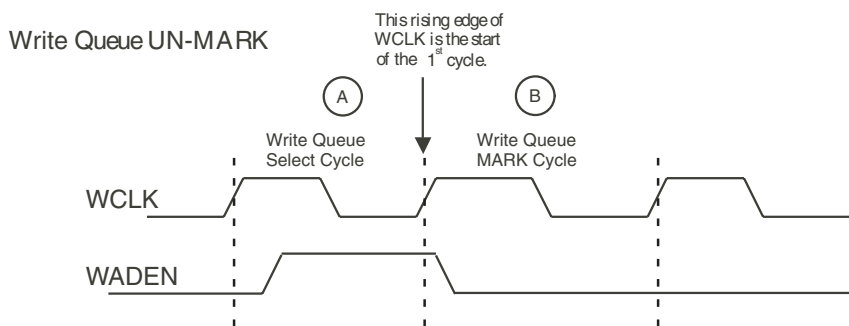 Write Queue UN-MARK
This rising edge of
WCLK is the start
of the 1st cycle.
A
B
Write Queue
Select Cycle
Write Queue
MARK Cycle
WCLK
WADEN